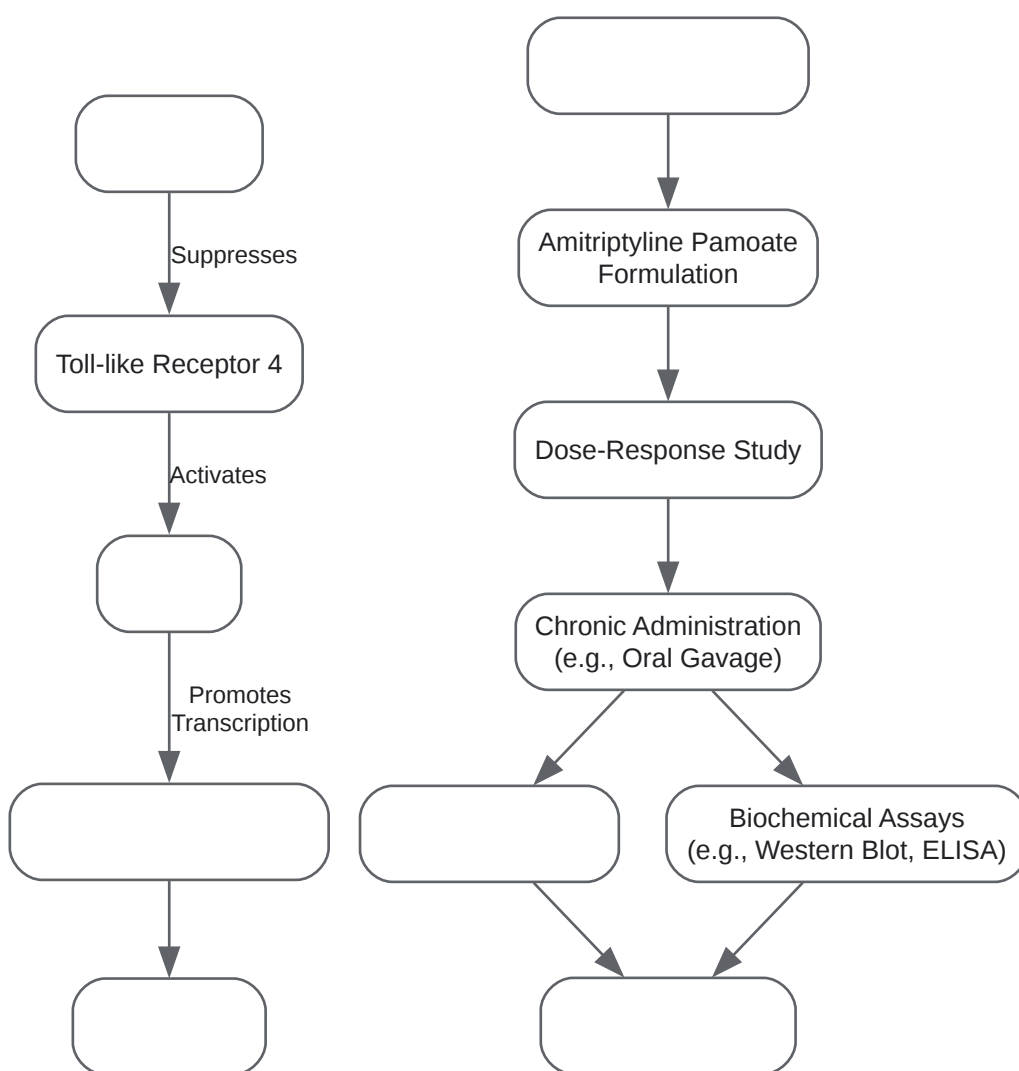 Suppresses
Toll-like Receptor 4
Activates
Promotes
Transcription
Amitriptyline Pamoate
Formulation
Dose-Response Study
Chronic Administration
(e.g., Oral Gavage)
Biochemical Assays
(e.g., Western Blot, ELISA)